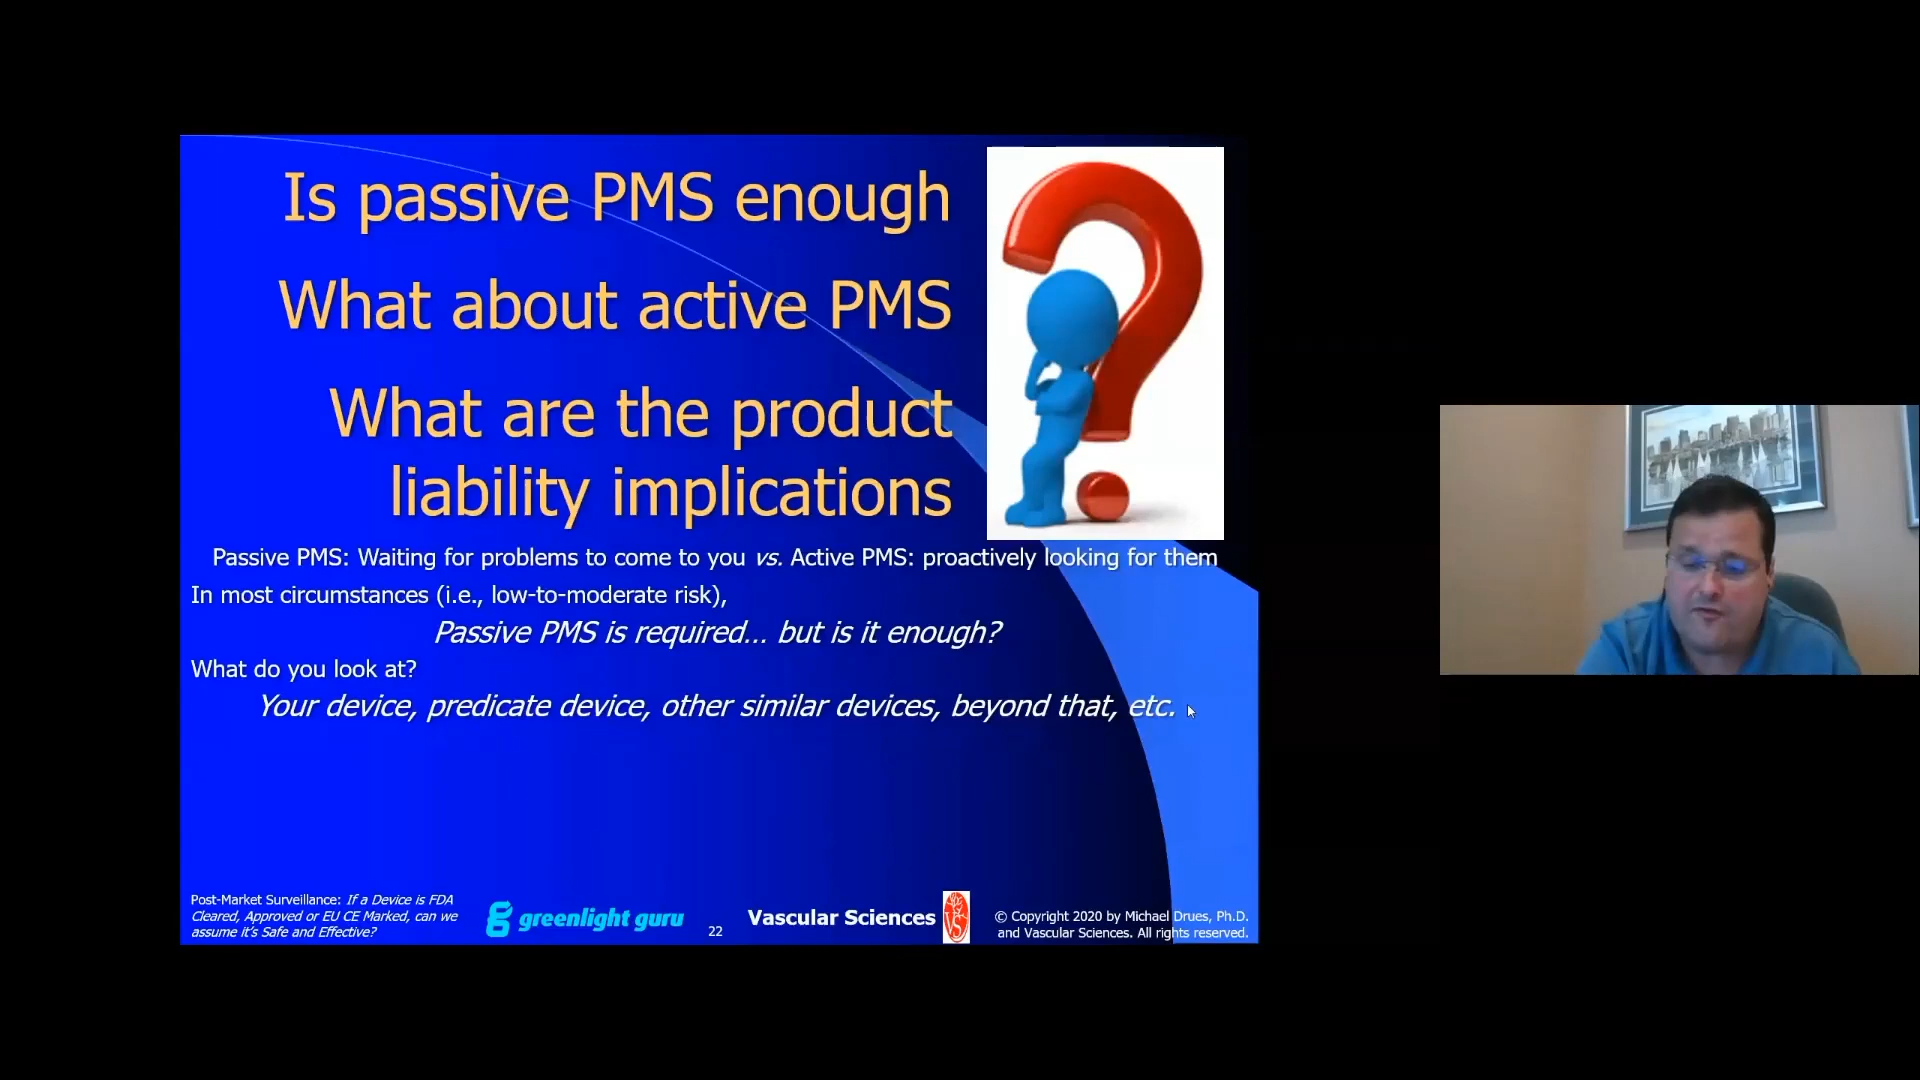 Is passive PMS enough
What about active PMS
What are the product
liability implications
Passive PMS: Waiting for problems to come to you vs. Active PMS: proactively looking for them
In most circumstances (i.e., low-to-moderate risk),
Passive PMS is required... but is it enough?
What do you look at?
Your device, predicate device, other similar devices, beyond that, etc.
Post-Market Surveillance: If a Device is FDA
Cleared, Approved or EU CE Marked, can we
assume it's Safe and Effective?
greenlight guru
22
Vascular Sciences
VS
© Copyright 2020 by Michael Drues, Ph.D.
and Vascular Sciences. All rights reserved.